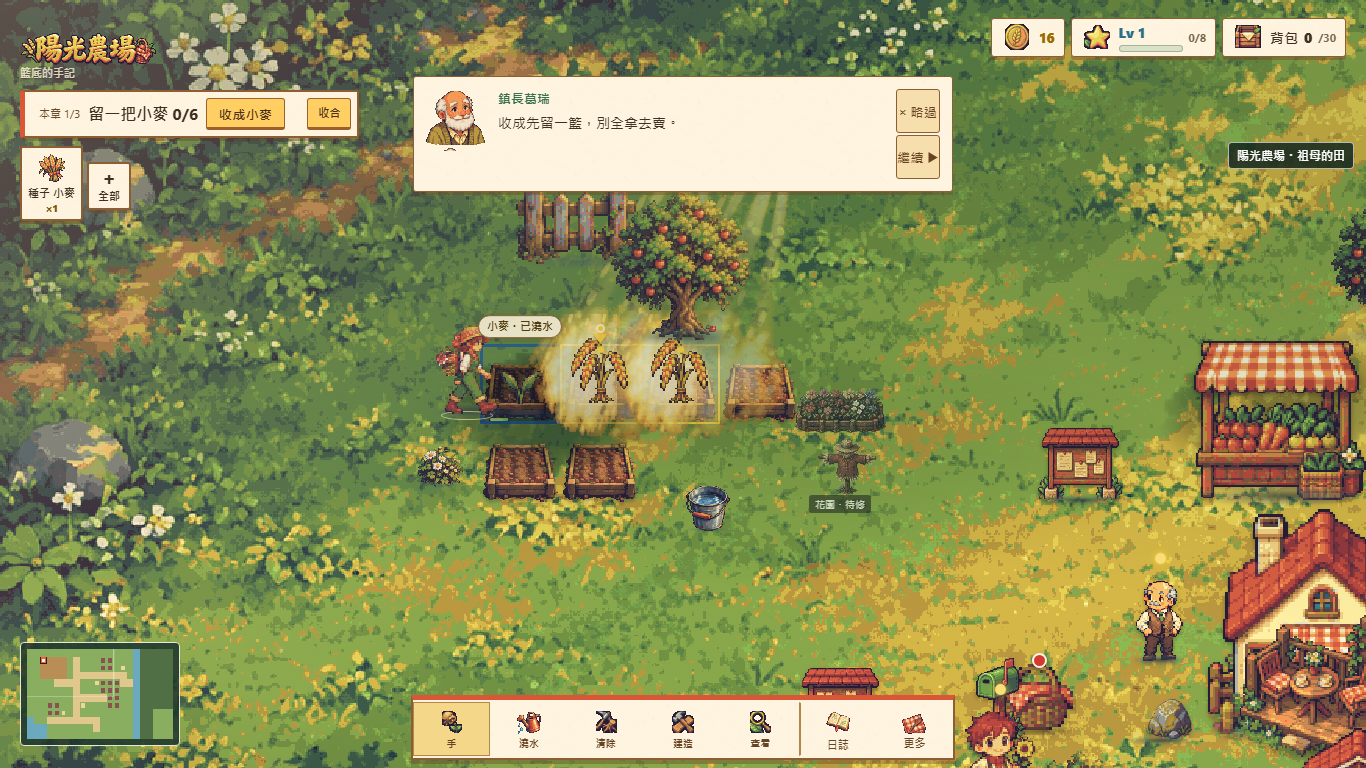 陽光農場
籃底的手記
16
Lv 1
0/8
背包 0 /30
本章 1/3 留一把小麥 0/6 收成小麥 收合
鎮長葛瑞
收成先留一籃，別全拿去賣。
× 略過
繼續 ▶
陽光農場・祖母的田
種子 小麥
×1
+
全部
小麥・已澆水
花圃・待修
手
澆水
清除
建造
查看
日誌
更多